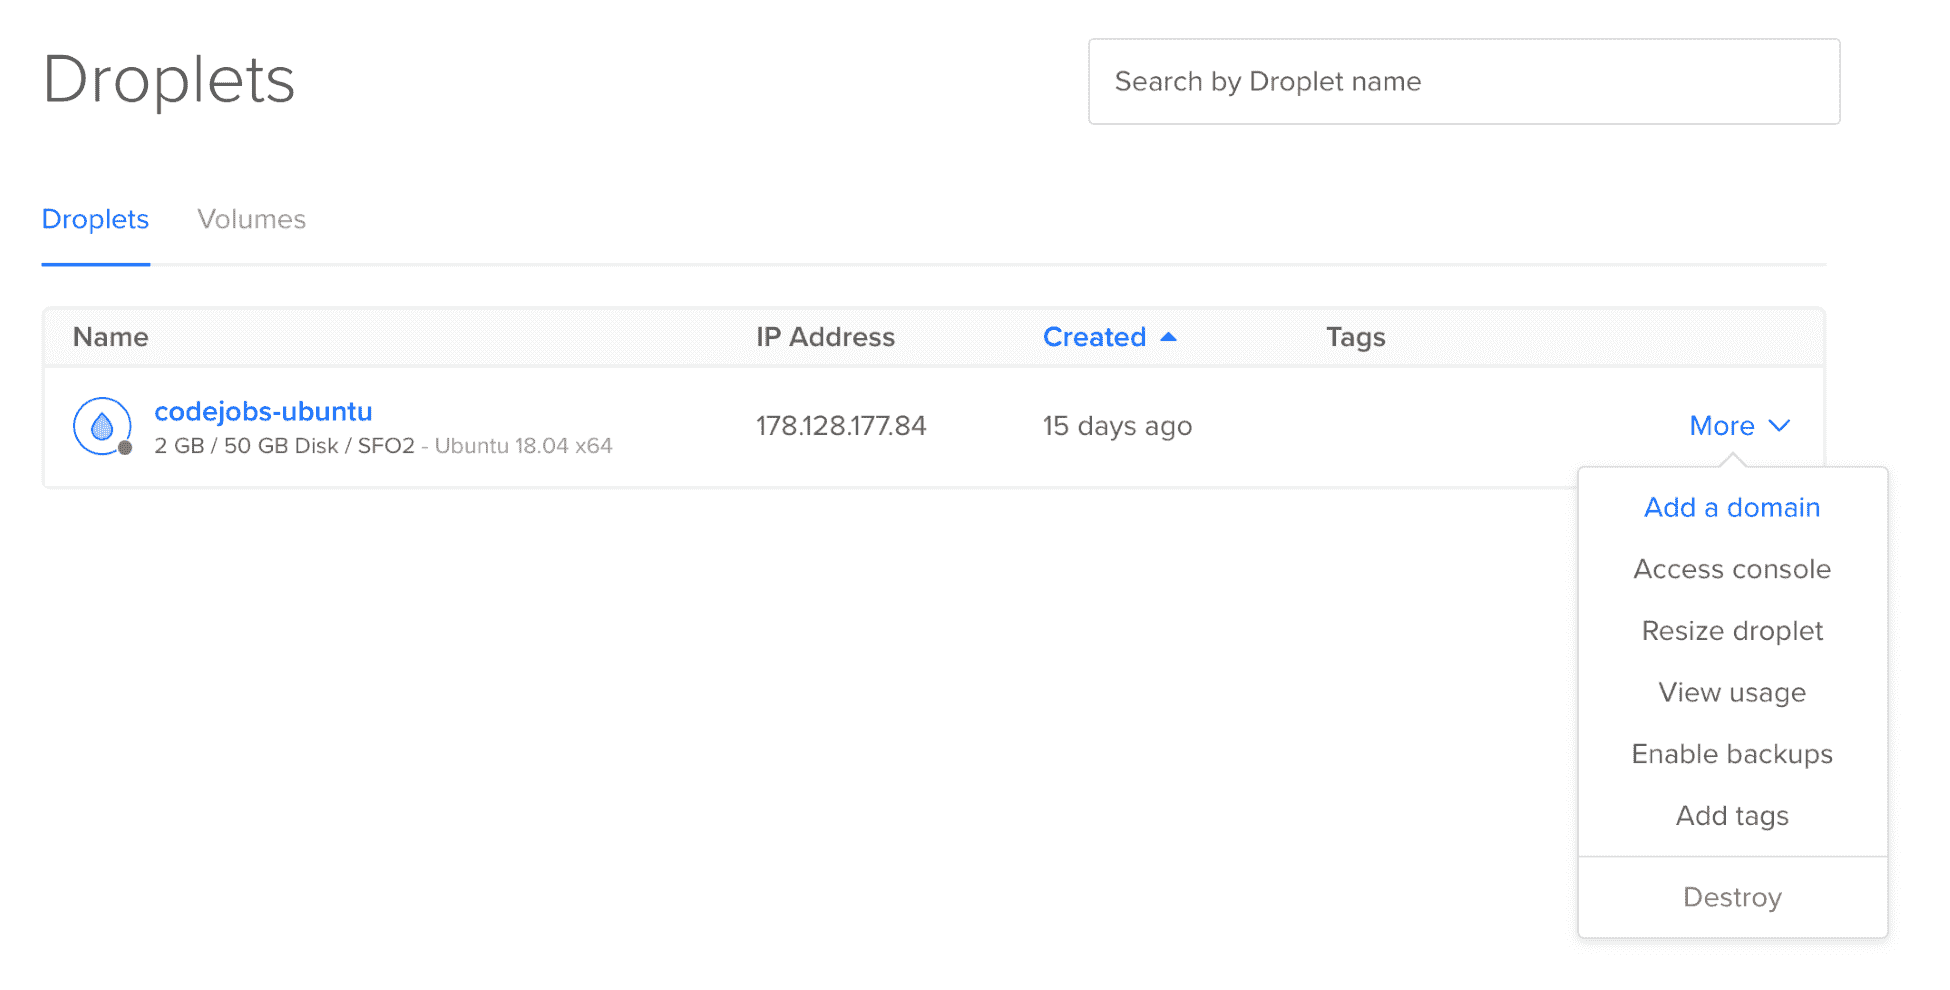 Droplets
Search by Droplet name
Droplets Volumes
Name IP Address Created Tags
codejobs-ubuntu
2 GB / 50 GB Disk / SFO2 - Ubuntu 18.04 x64
178.128.177.84
15 days ago
More
Add a domain
Access console
Resize droplet
View usage
Enable backups
Add tags
Destroy